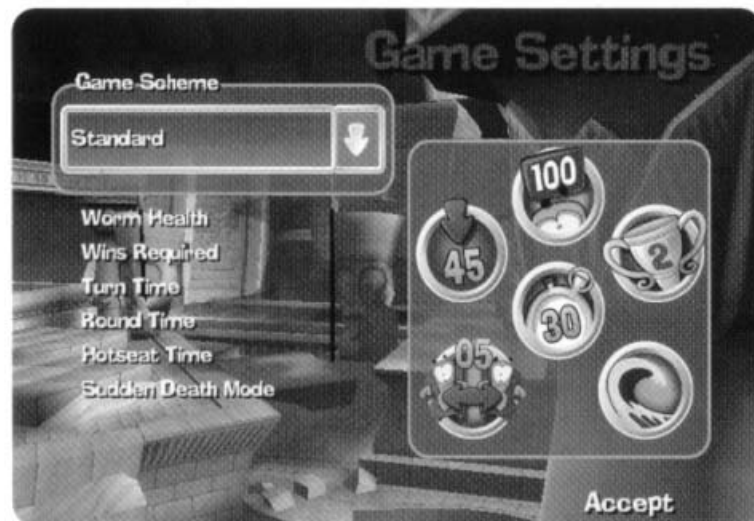 Game Settings
Game Scheme
Standard
Worm Health
Wins Required
Turn Time
Round Time
Hotseat Time
Sudden Death Mode
100
45
2
30
05
Accept